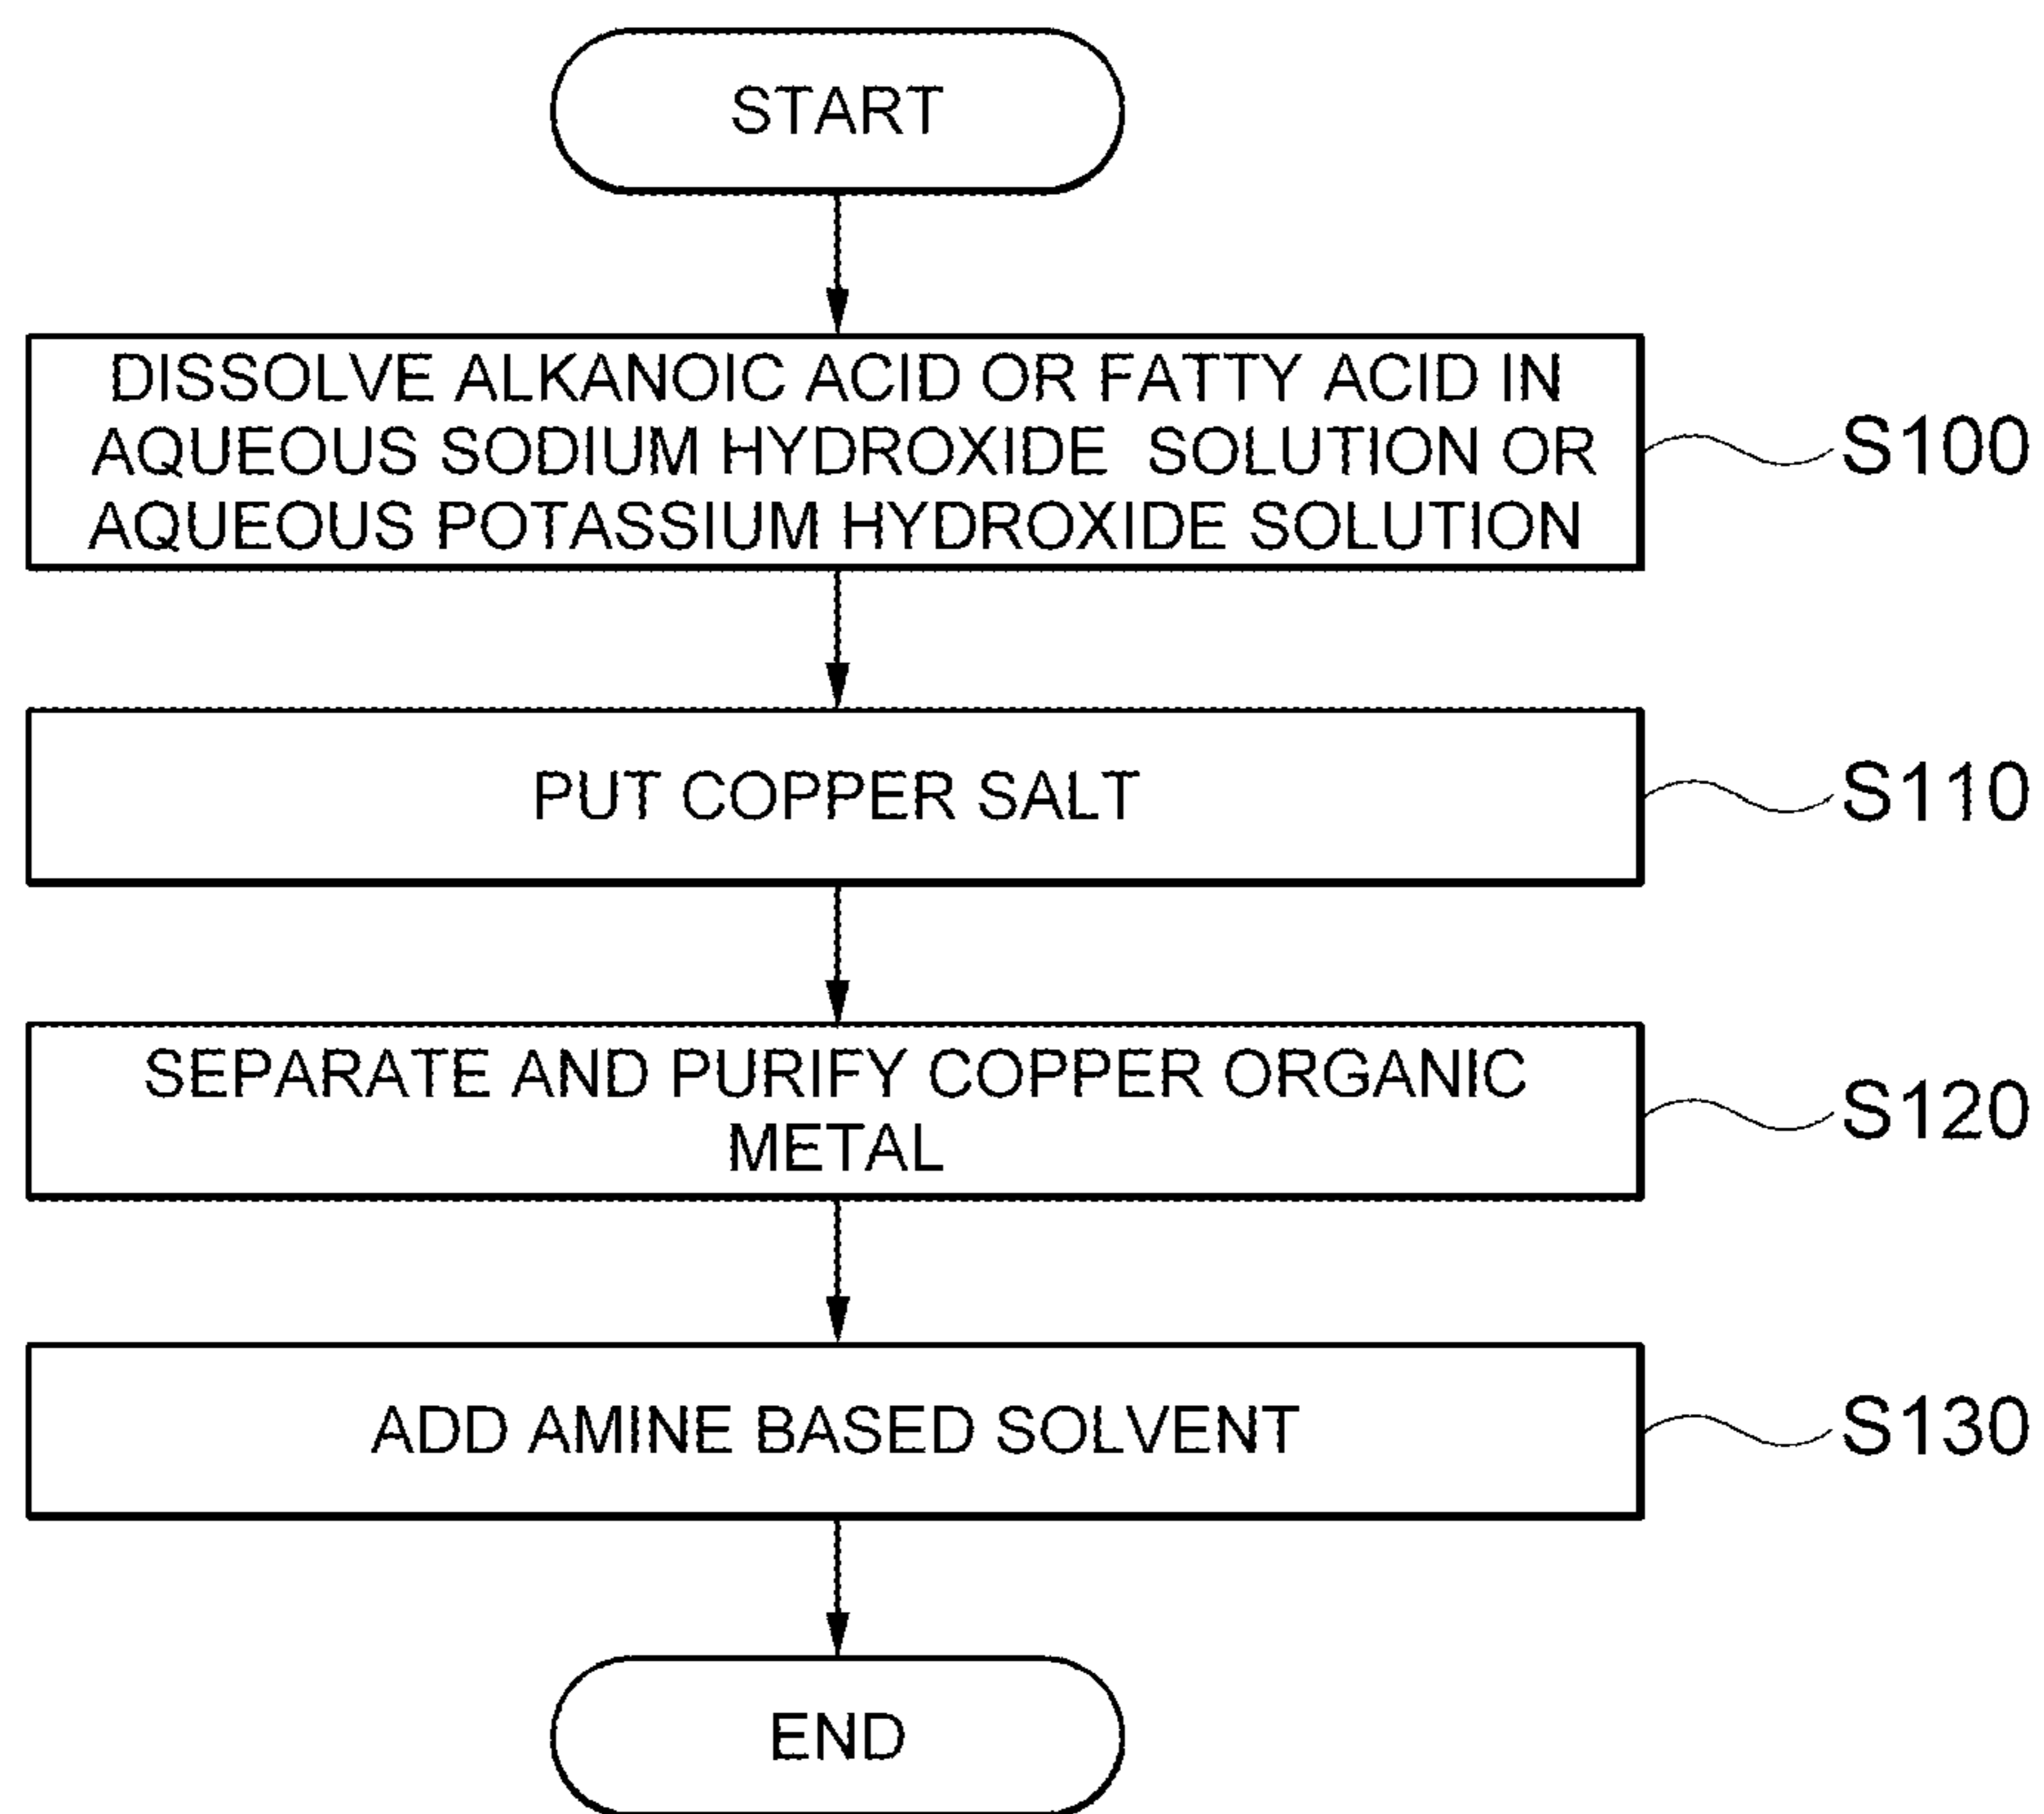 START
DISSOLVE ALKANOIC ACID OR FATTY ACID IN
AQUEOUS SODIUM HYDROXIDE SOLUTION OR
AQUEOUS POTASSIUM HYDROXIDE SOLUTION
S100
PUT COPPER SALT
S110
SEPARATE AND PURIFY COPPER ORGANIC
METAL
S120
ADD AMINE BASED SOLVENT
S130
END